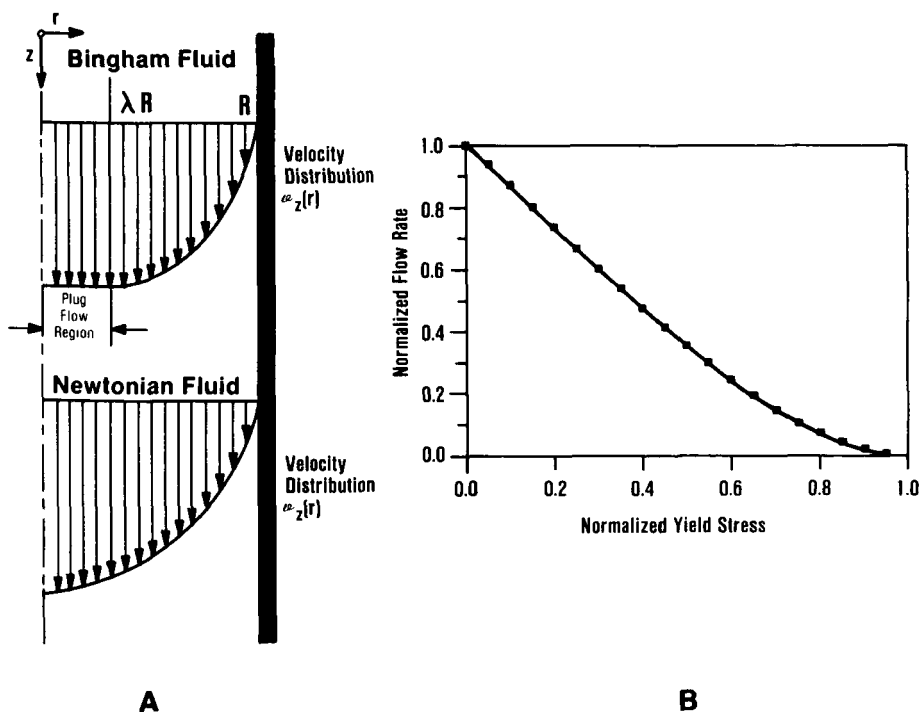 r
z
Bingham Fluid
λ R
R
Velocity
Distribution
𝓋z(r)
Plug
Flow
Region
Newtonian Fluid
Velocity
Distribution
𝓋z(r)
A
Normalized Flow Rate
1.0
0.8
0.6
0.4
0.2
0.0
0.0 0.2 0.4 0.6 0.8 1.0
Normalized Yield Stress
B